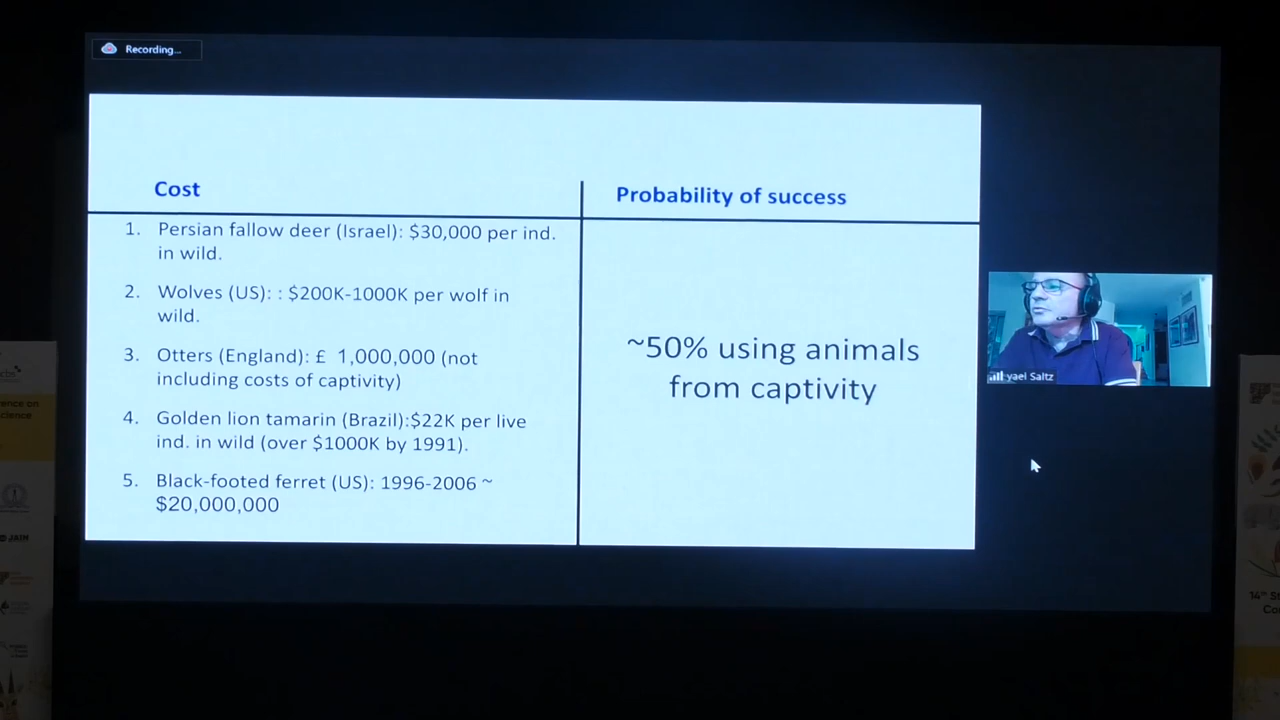 Recording...
Cost
Probability of success
1. Persian fallow deer (Israel): $30,000 per ind.
in wild.
2. Wolves (US): : $200K-1000K per wolf in
wild.
3. Otters (England): £ 1,000,000 (not
including costs of captivity)
4. Golden lion tamarin (Brazil):$22K per live
ind. in wild (over $1000K by 1991).
5. Black-footed ferret (US): 1996-2006 ~
$20,000,000
~50% using animals
from captivity
yael Saltz
JAIN
14th